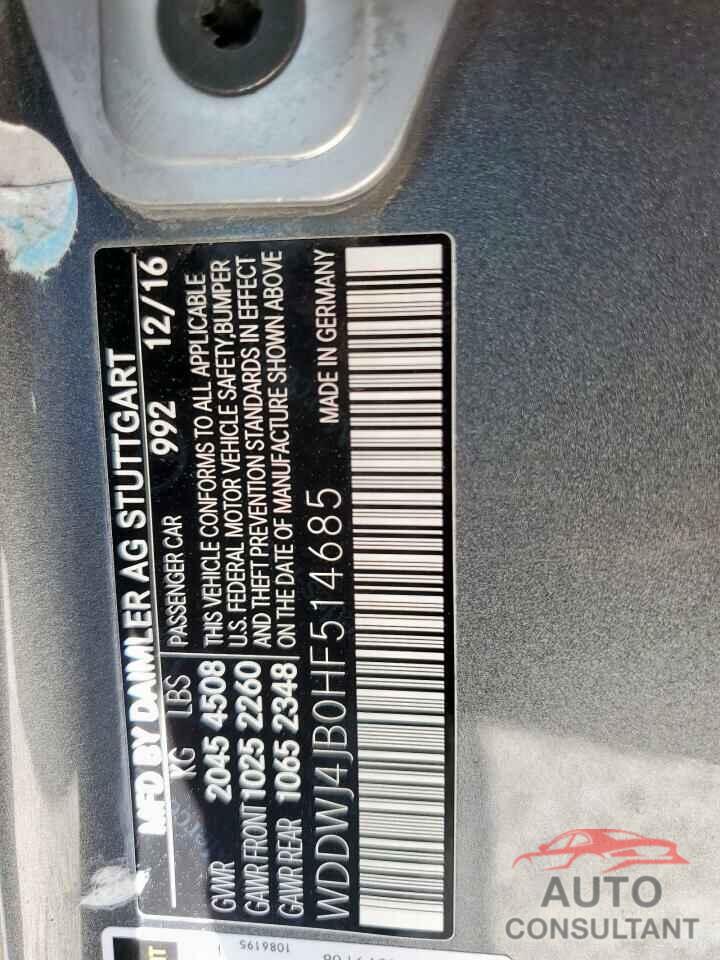 MFD BY DAIMLER AG STUTTGART
KG LBS PASSENGER CAR 992 12/16
GVWR 2045 4508 THIS VEHICLE CONFORMS TO ALL APPLICABLE
U.S. FEDERAL MOTOR VEHICLE SAFETY,BUMPER
GAWR FRONT 1025 2260 AND THEFT PREVENTION STANDARDS IN EFFECT
GAWR REAR 1065 2348 ON THE DATE OF MANUFACTURE SHOWN ABOVE
WDDWJ4JB0HF514685 MADE IN GERMANY
1086195
AUTO
CONSULTANT